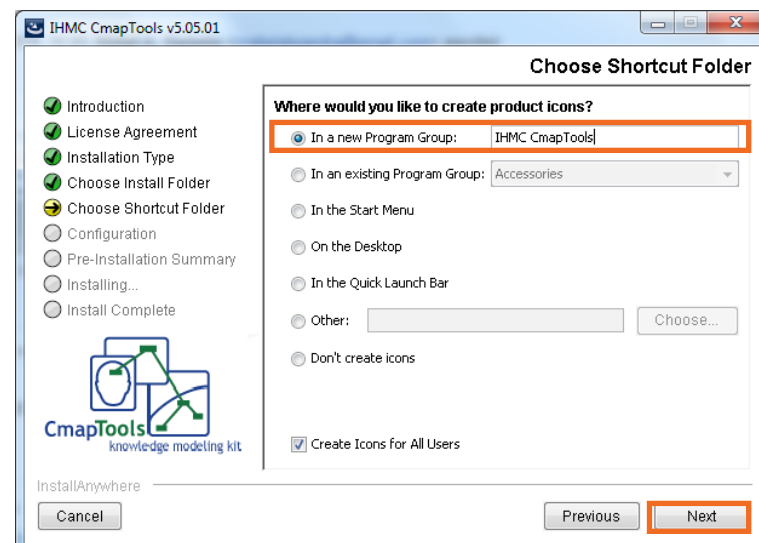 IHMC CmapTools v5.05.01
Choose Shortcut Folder
Introduction
License Agreement
Installation Type
Choose Install Folder
Choose Shortcut Folder
Configuration
Pre-Installation Summary
Installing...
Install Complete
CmapTools
knowledge modeling kit
Where would you like to create product icons?
In a new Program Group: IHMC CmapTools
In an existing Program Group: Accessories
In the Start Menu
On the Desktop
In the Quick Launch Bar
Other: Choose...
Don't create icons
Create Icons for All Users
InstallAnywhere
Cancel Previous Next